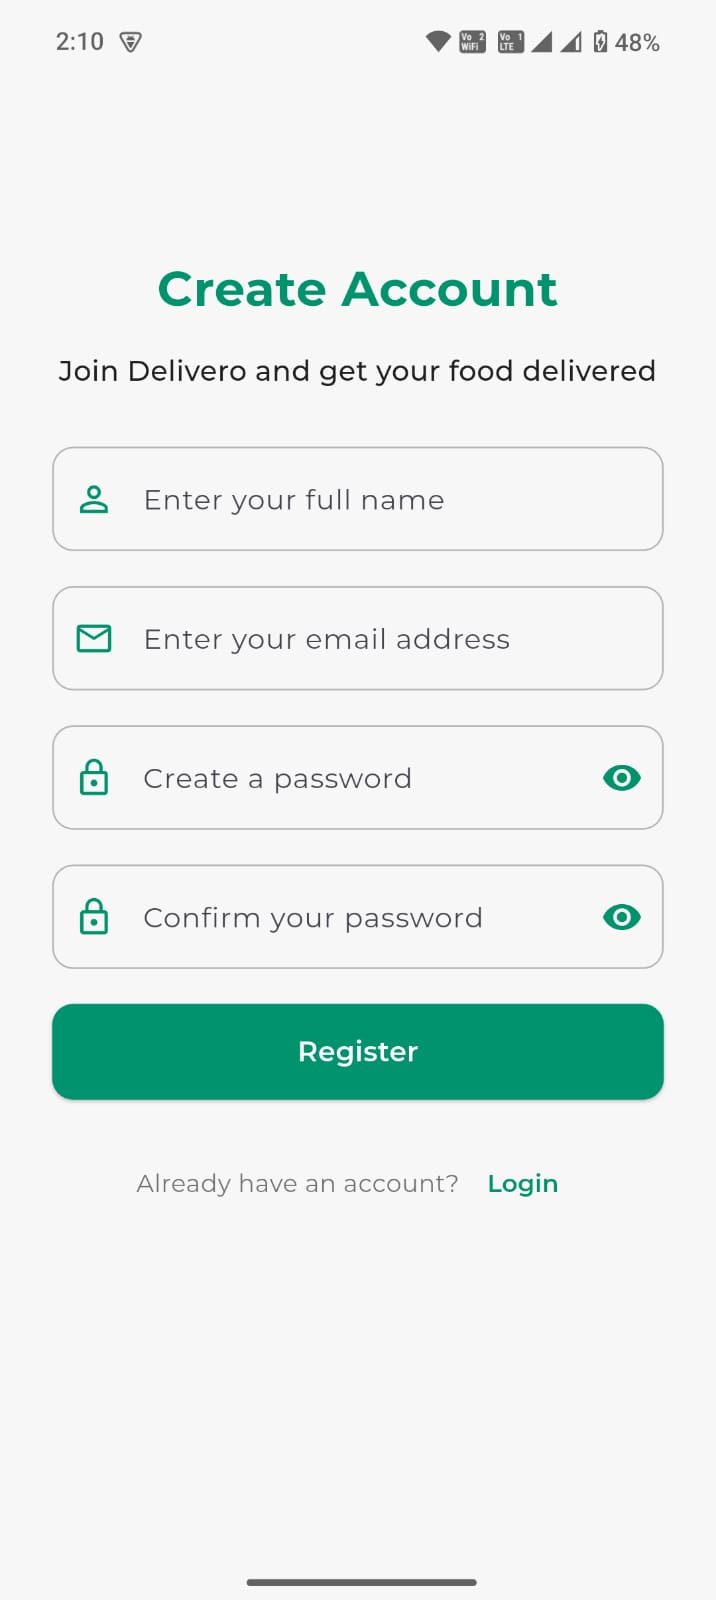 2:10 Vo 2 WiFi Vo 1 LTE 48%
Create Account
Join Delivero and get your food delivered
Enter your full name
Enter your email address
Create a password
Confirm your password
Register
Already have an account? Login